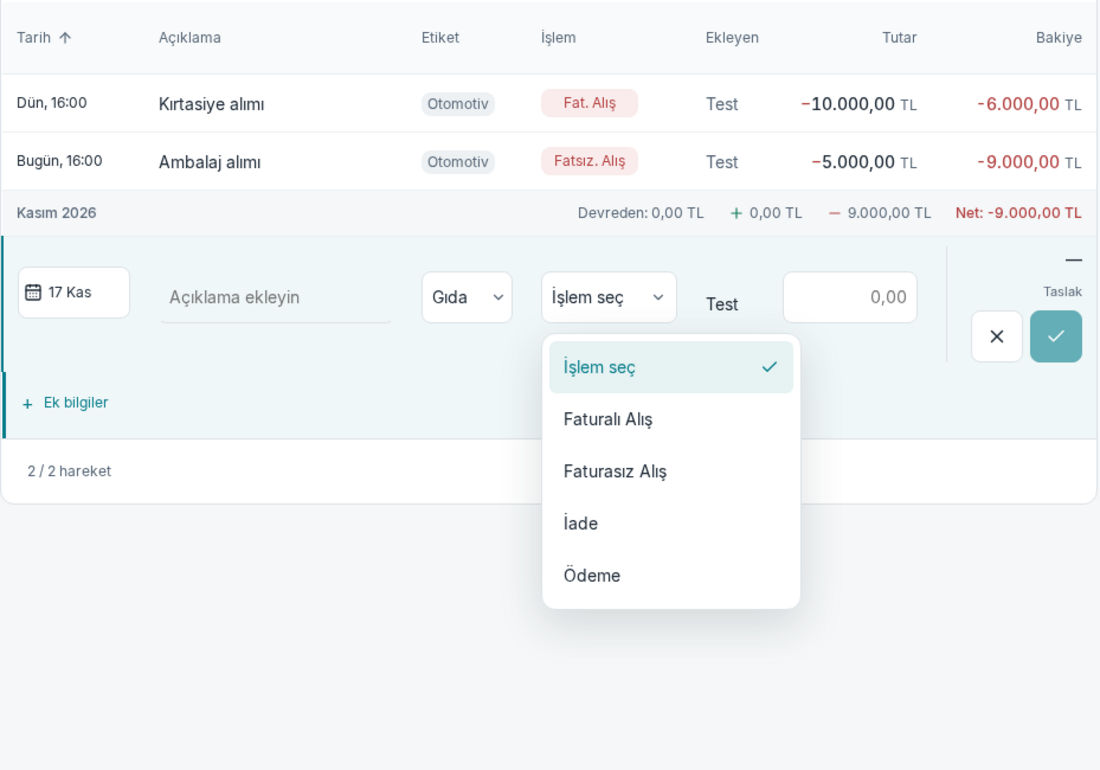 Tarih ↑ Açıklama Etiket İşlem Ekleyen Tutar Bakiye
Dün, 16:00 Kırtasiye alımı Otomotiv Fat. Alış Test −10.000,00 TL -6.000,00 TL
Bugün, 16:00 Ambalaj alımı Otomotiv Fatsız. Alış Test −5.000,00 TL -9.000,00 TL
Kasım 2026 Devreden: 0,00 TL + 0,00 TL − 9.000,00 TL Net: -9.000,00 TL
17 Kas Açıklama ekleyin Gıda İşlem seç Test 0,00 —
Taslak
İşlem seç
+ Ek bilgiler
Faturalı Alış
Faturasız Alış
İade
Ödeme
2 / 2 hareket